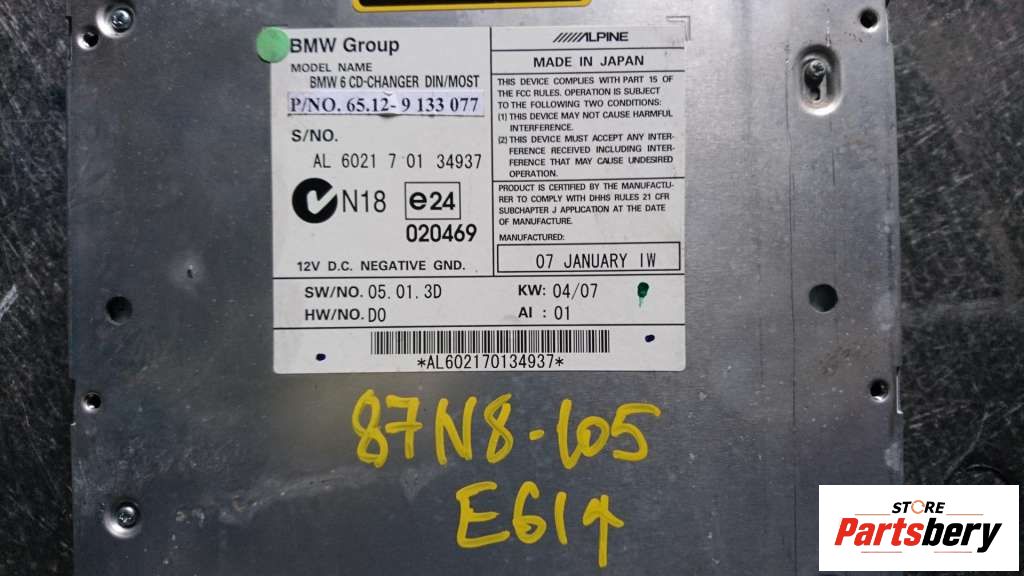 BMW Group
MODEL NAME
BMW 6 CD-CHANGER DIN/MOST
P/NO. 65.12- 9 133 077
S/NO.
AL 6021 7 01 34937
N18
e24
020469
12V D.C. NEGATIVE GND.
ALPINE
MADE IN JAPAN
THIS DEVICE COMPLIES WITH PART 15 OF
THE FCC RULES. OPERATION IS SUBJECT
TO THE FOLLOWING TWO CONDITIONS:
(1) THIS DEVICE MAY NOT CAUSE HARMFUL
INTERFERENCE.
(2) THIS DEVICE MUST ACCEPT ANY INTER-
FERENCE RECEIVED INCLUDING INTER-
FERENCE THAT MAY CAUSE UNDESIRED
OPERATION.
PRODUCT IS CERTIFIED BY THE MANUFACTU-
RER TO COMPLY WITH DHHS RULES 21 CFR
SUBCHAPTER J APPLICATION AT THE DATE
OF MANUFACTURE.
MANUFACTURED:
07 JANUARY 1W
SW/NO. 05.01.3D
KW: 04/07
HW/NO. D0
AI : 01
*AL602170134937*
87N8-605
E61
STORE
Partsbery